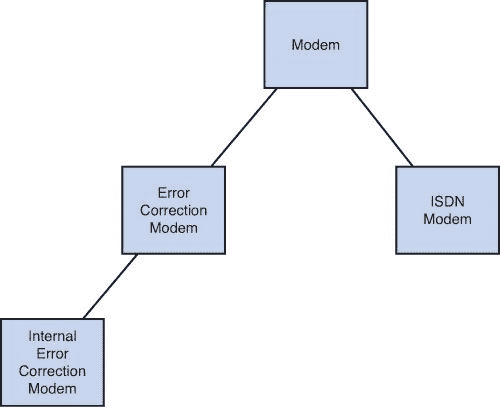 Modem
Error
Correction
Modem
ISDN
Modem
Internal
Error
Correction
Modem